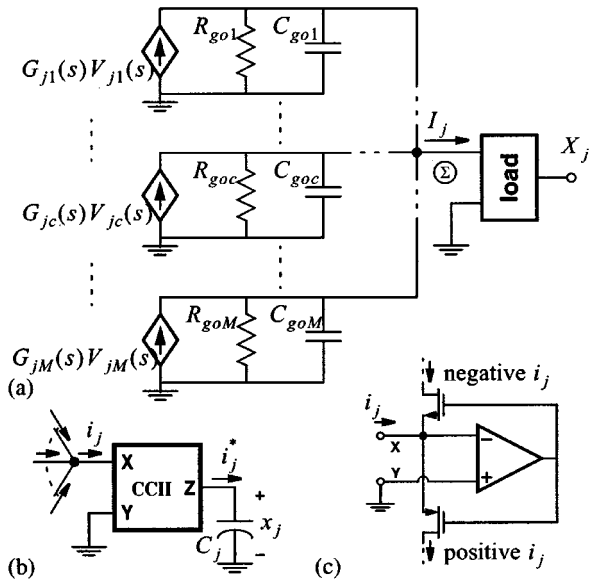 R_{go1}
C_{go1}
G_{j1}(s)V_{j1}(s)
I_j
X_j
Σ
load
R_{goc}
C_{goc}
G_{jc}(s)V_{jc}(s)
R_{goM}
C_{goM}
G_{jM}(s)V_{jM}(s)
(a)
negative i_j
i_j
X
Y
−
+
positive i_j
(c)
i_j
X
Y
CCII
Z
i_j^*
+
x_j
−
C_j
(b)